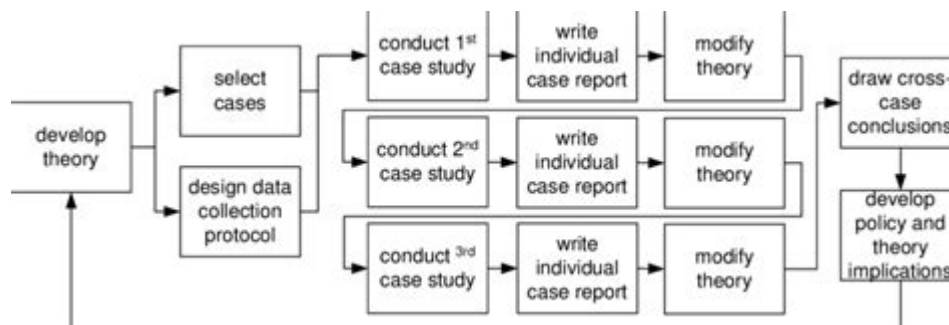 develop
theory
select
cases
design data
collection
protocol
conduct 1st
case study
write
individual
case report
modify
theory
conduct 2nd
case study
write
individual
case report
modify
theory
conduct 3rd
case study
write
individual
case report
modify
theory
draw cross-
case
conclusions
develop
policy and
theory
implications